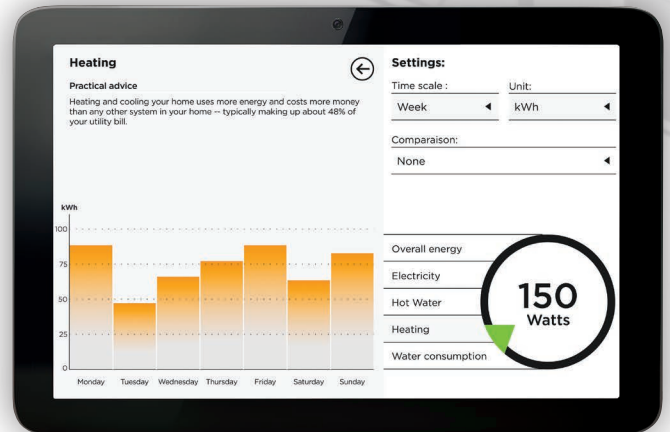 Heating
Practical advice
Heating and cooling your home uses more energy and costs more money
than any other system in your home -- typically making up about 48% of
your utility bill.
kWh
100
75
50
25
0
Monday Tuesday Wednesday Thursday Friday Saturday Sunday
Settings:
Time scale : Unit:
Week kWh
Comparaison:
None
Overall energy
Electricity
Hot Water
Heating
Water consumption
150
Watts